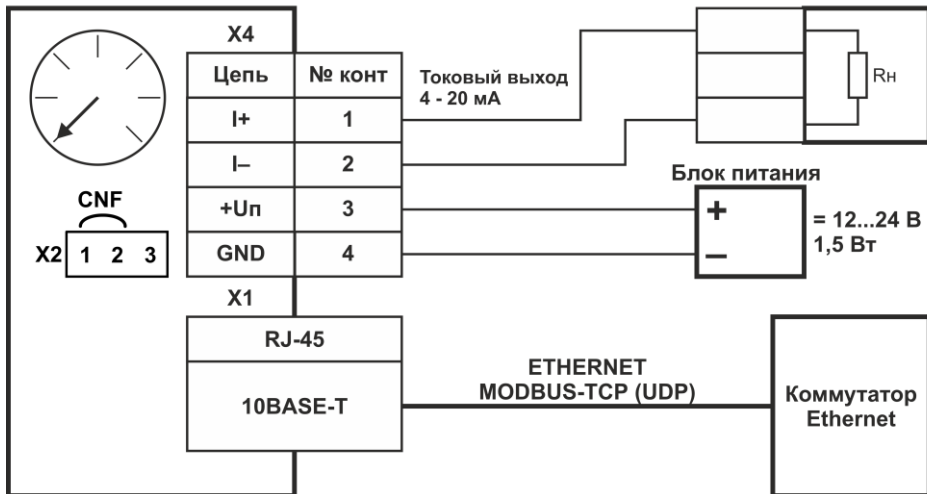 X4
Цепь № конт
I+ 1
I– 2
+Uп 3
GND 4
Токовый выход
4 - 20 мА
Rн
Блок питания
+
–
= 12...24 В
1,5 Вт
CNF
X2 1 2 3
X1
RJ-45
10BASE-T
ETHERNET
MODBUS-TCP (UDP)
Коммутатор
Ethernet